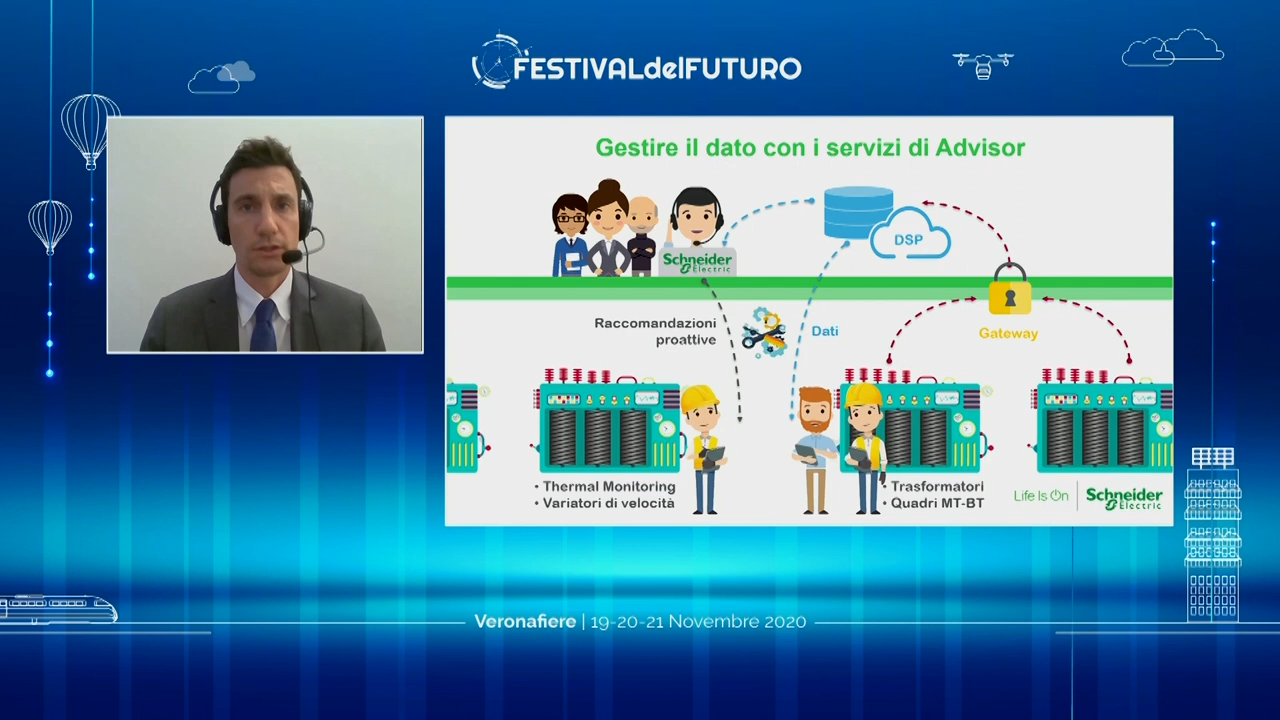 FESTIVALdelFUTURO
Gestire il dato con i servizi di Advisor
DSP
Schneider
Electric
Raccomandazioni
proattive
Dati
Gateway
• Thermal Monitoring
• Variatori di velocità
• Trasformatori
• Quadri MT-BT
Life Is On
Schneider
Electric
Veronafiere | 19-20-21 Novembre 2020